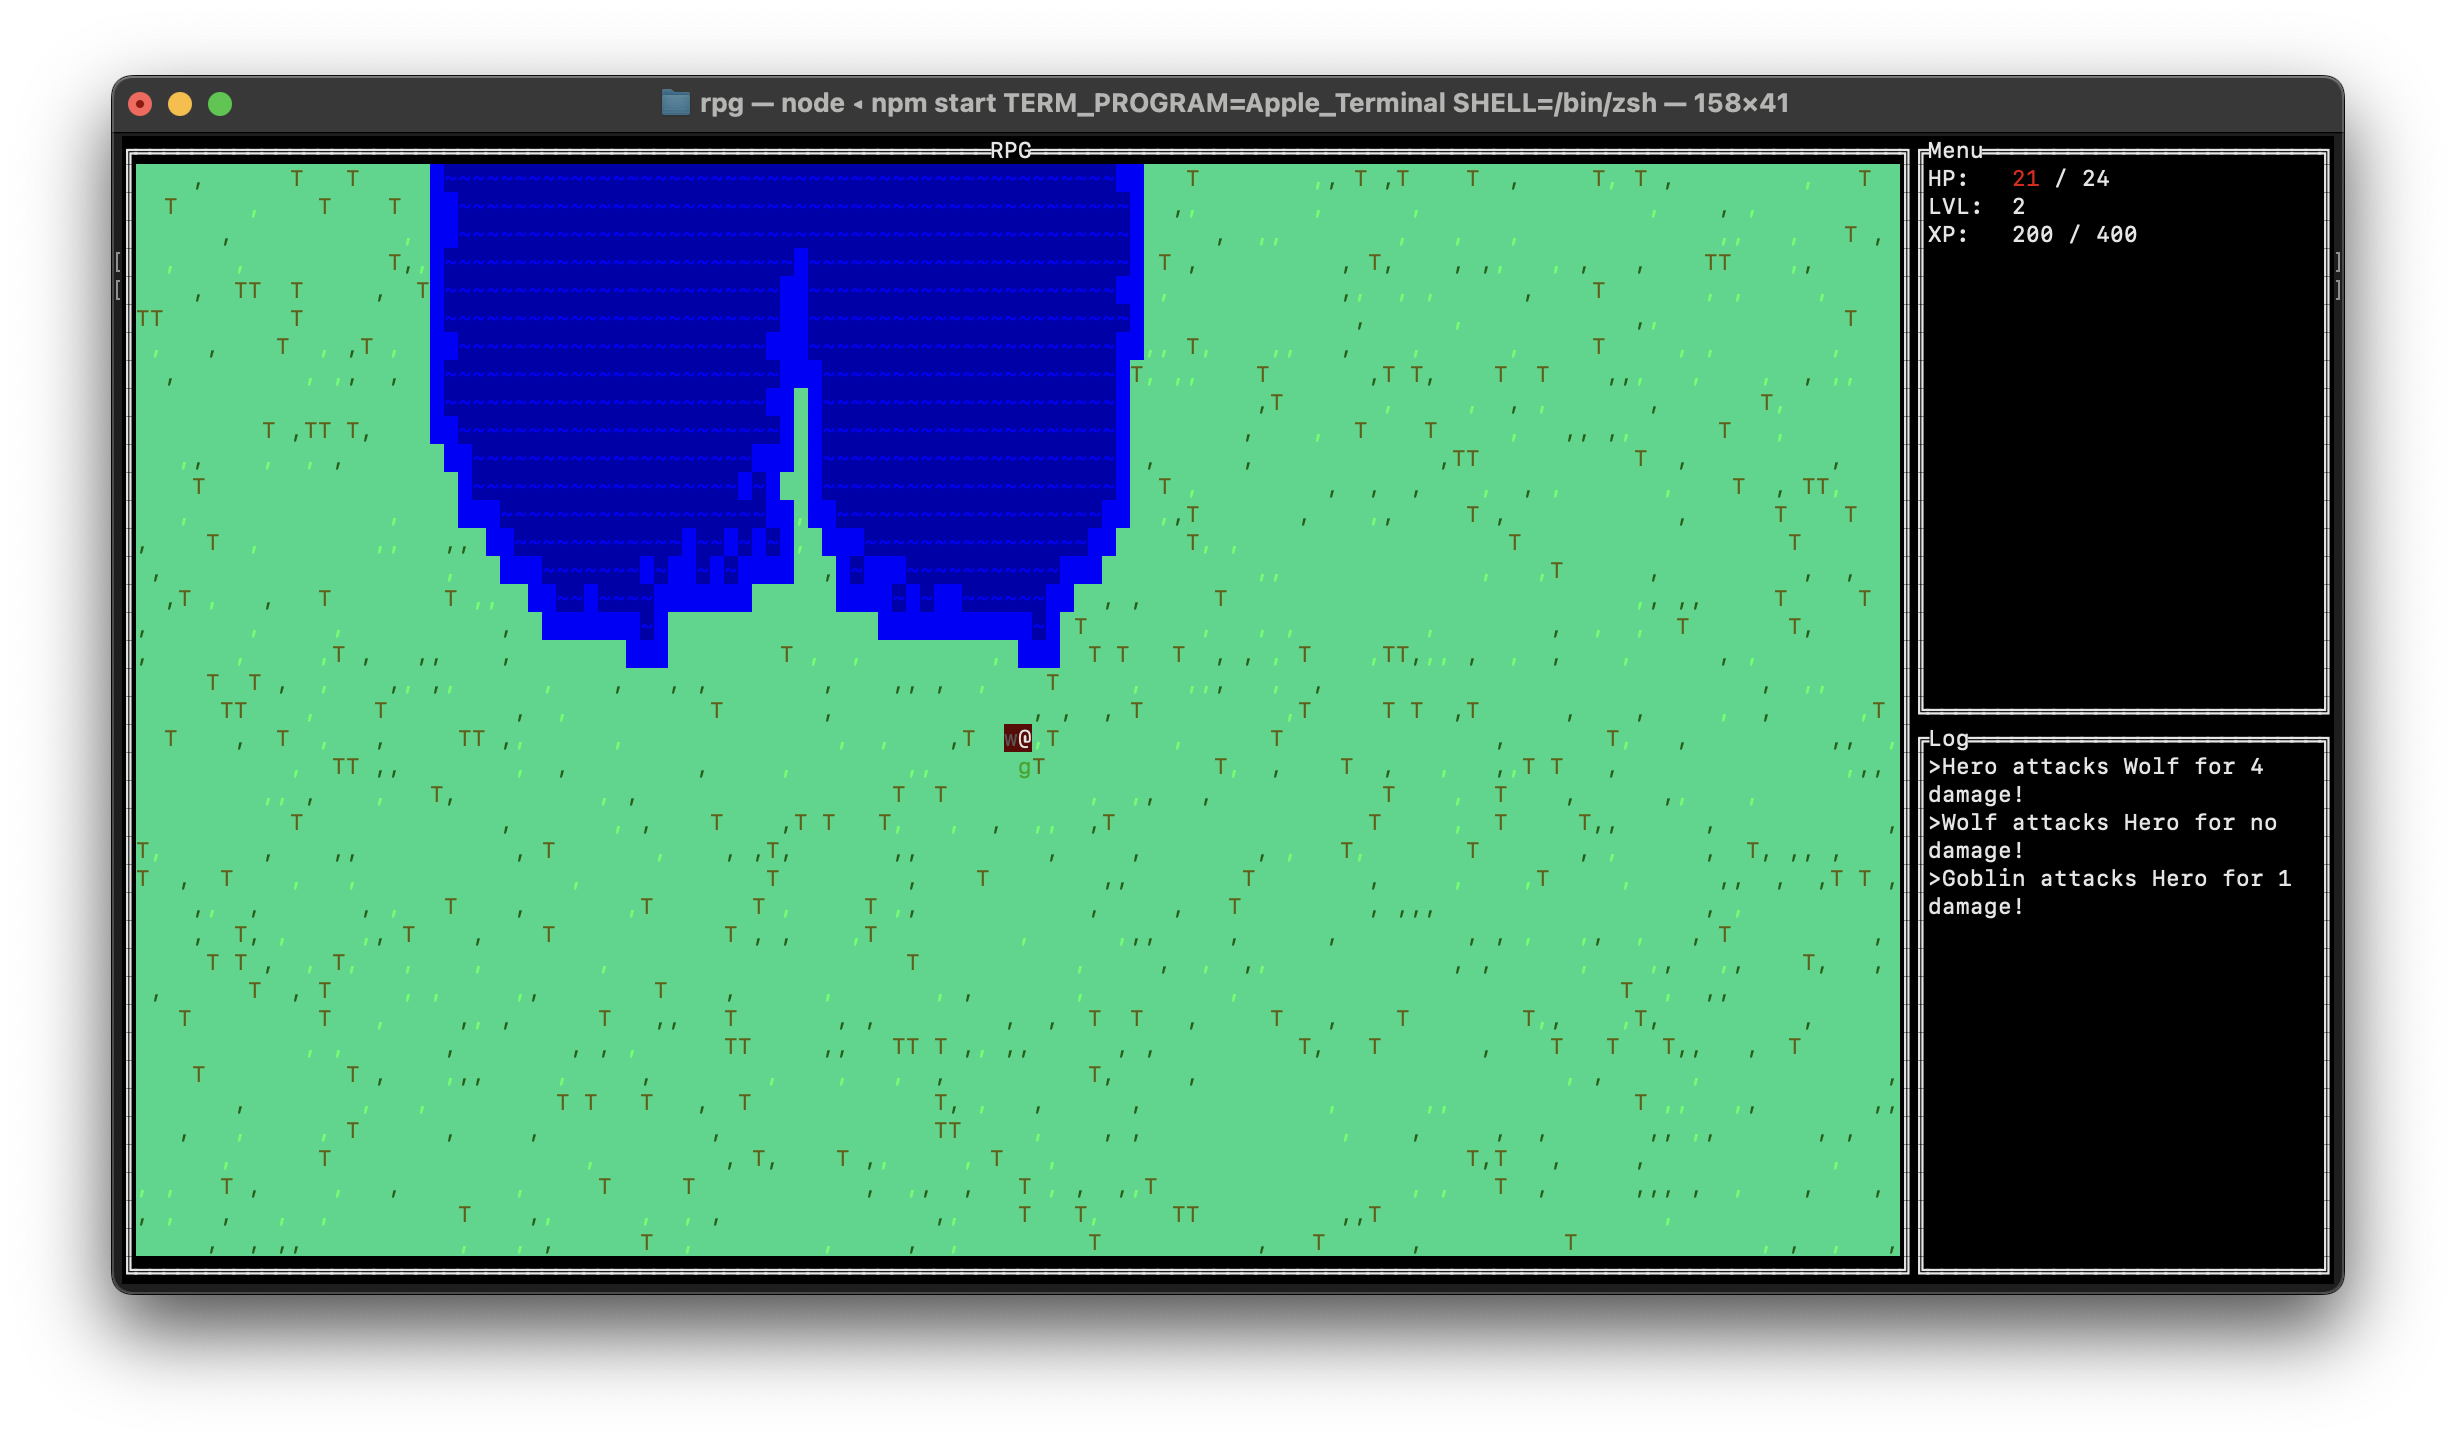 rpg — node ◂ npm start TERM_PROGRAM=Apple_Terminal SHELL=/bin/zsh — 158×41
RPG
w@
g
Menu
HP: 21 / 24
LVL: 2
XP: 200 / 400
Log
>Hero attacks Wolf for 4
damage!
>Wolf attacks Hero for no
damage!
>Goblin attacks Hero for 1
damage!